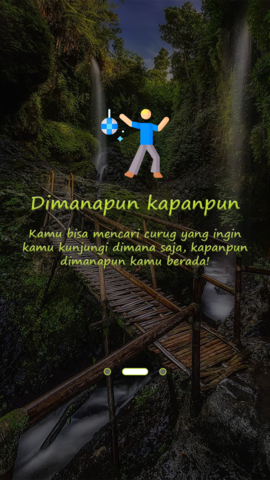 Dimanapun kapanpun
Kamu bisa mencari curug yang ingin
kamu kunjungi dimana saja, kapanpun
dimanapun kamu berada!